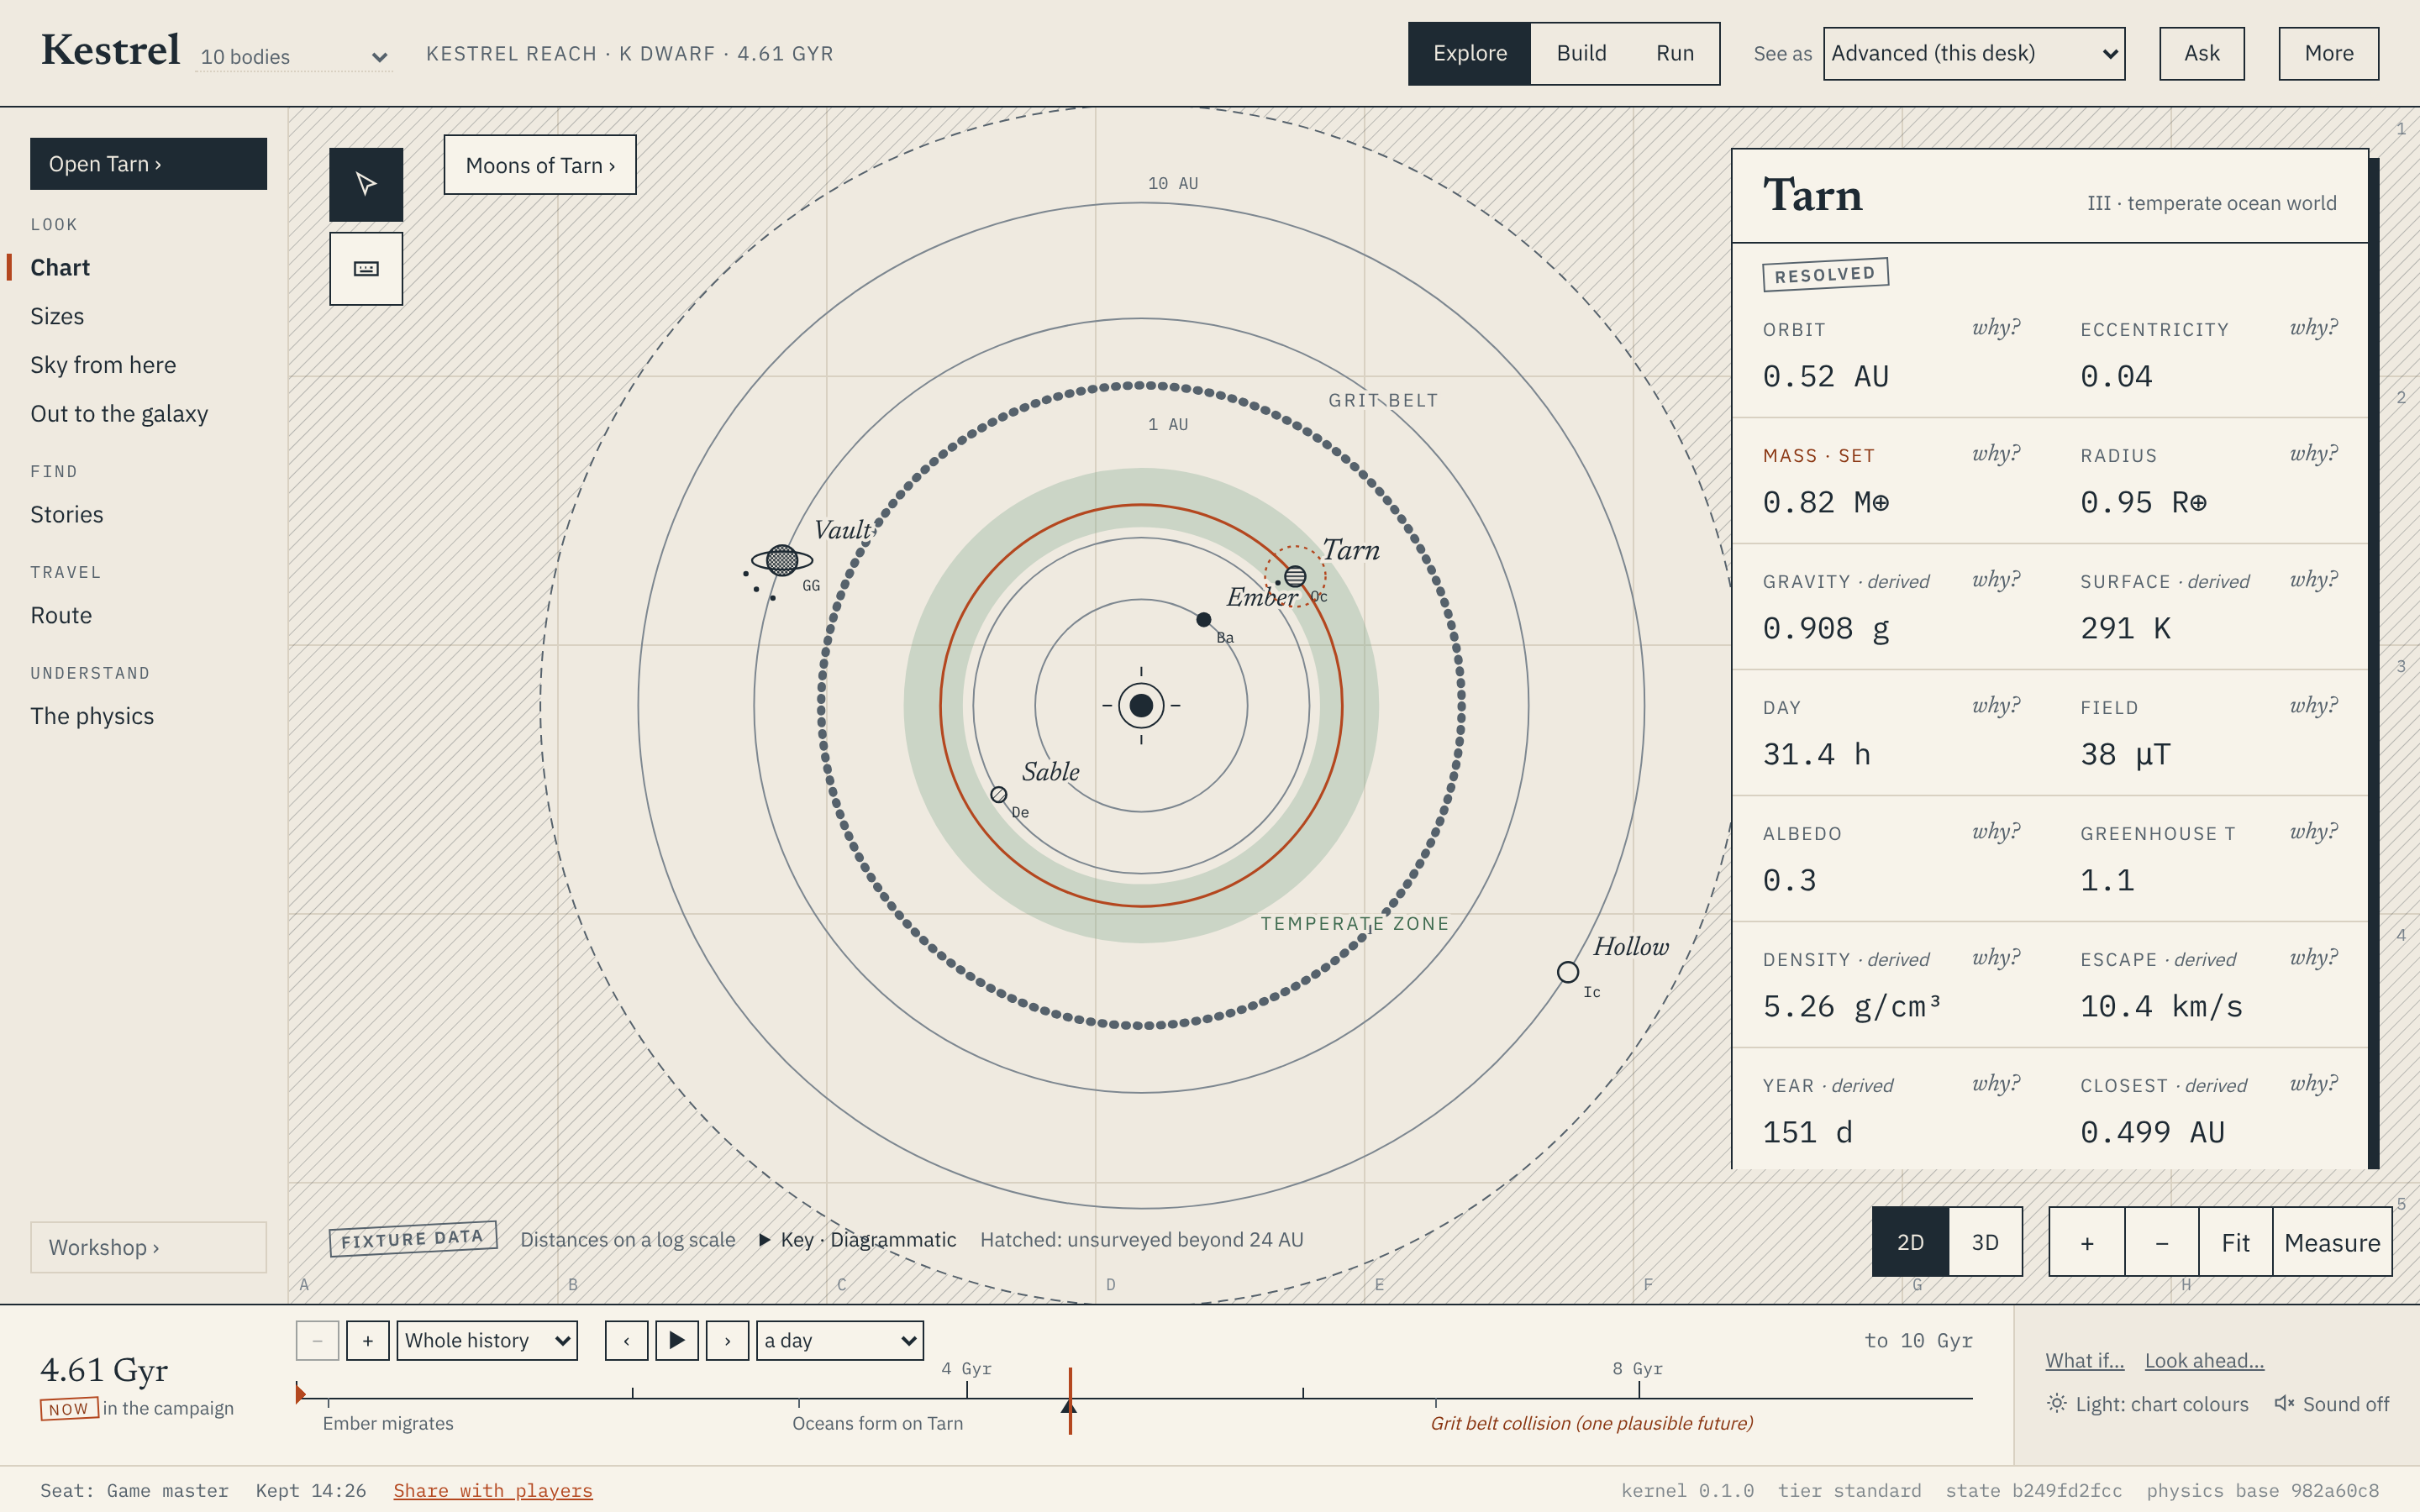 Kestrel
10 bodies
KESTREL REACH · K DWARF · 4.61 GYR
Explore
Build
Run
See as
Advanced (this desk)
Ask
More
Open Tarn ›
LOOK
Chart
Sizes
Sky from here
Out to the galaxy
FIND
Stories
TRAVEL
Route
UNDERSTAND
The physics
Workshop ›
Moons of Tarn ›
10 AU
GRIT BELT
1 AU
Vault
GG
Tarn
Oc
Ember
Ba
Sable
De
TEMPERATE ZONE
Hollow
Ic
1
2
3
4
5
Tarn
III · temperate ocean world
RESOLVED
ORBIT why?
0.52 AU
ECCENTRICITY why?
0.04
MASS · SET why?
0.82 M⊕
RADIUS why?
0.95 R⊕
GRAVITY · derived why?
0.908 g
SURFACE · derived why?
291 K
DAY why?
31.4 h
FIELD why?
38 µT
ALBEDO why?
0.3
GREENHOUSE T why?
1.1
DENSITY · derived why?
5.26 g/cm³
ESCAPE · derived why?
10.4 km/s
YEAR · derived why?
151 d
CLOSEST · derived why?
0.499 AU
FIXTURE DATA
Distances on a log scale
Key · Diagrammatic
Hatched: unsurveyed beyond 24 AU
2D
3D
+
−
Fit
Measure
A
B
C
D
E
F
G
H
4.61 Gyr
NOW in the campaign
−
+
Whole history
‹
›
a day
to 10 Gyr
4 Gyr
8 Gyr
Ember migrates
Oceans form on Tarn
Grit belt collision (one plausible future)
What if...
Look ahead...
Light: chart colours
Sound off
Seat: Game master
Kept 14:26
Share with players
kernel 0.1.0
tier standard
state b249fd2fcc
physics base 982a60c8